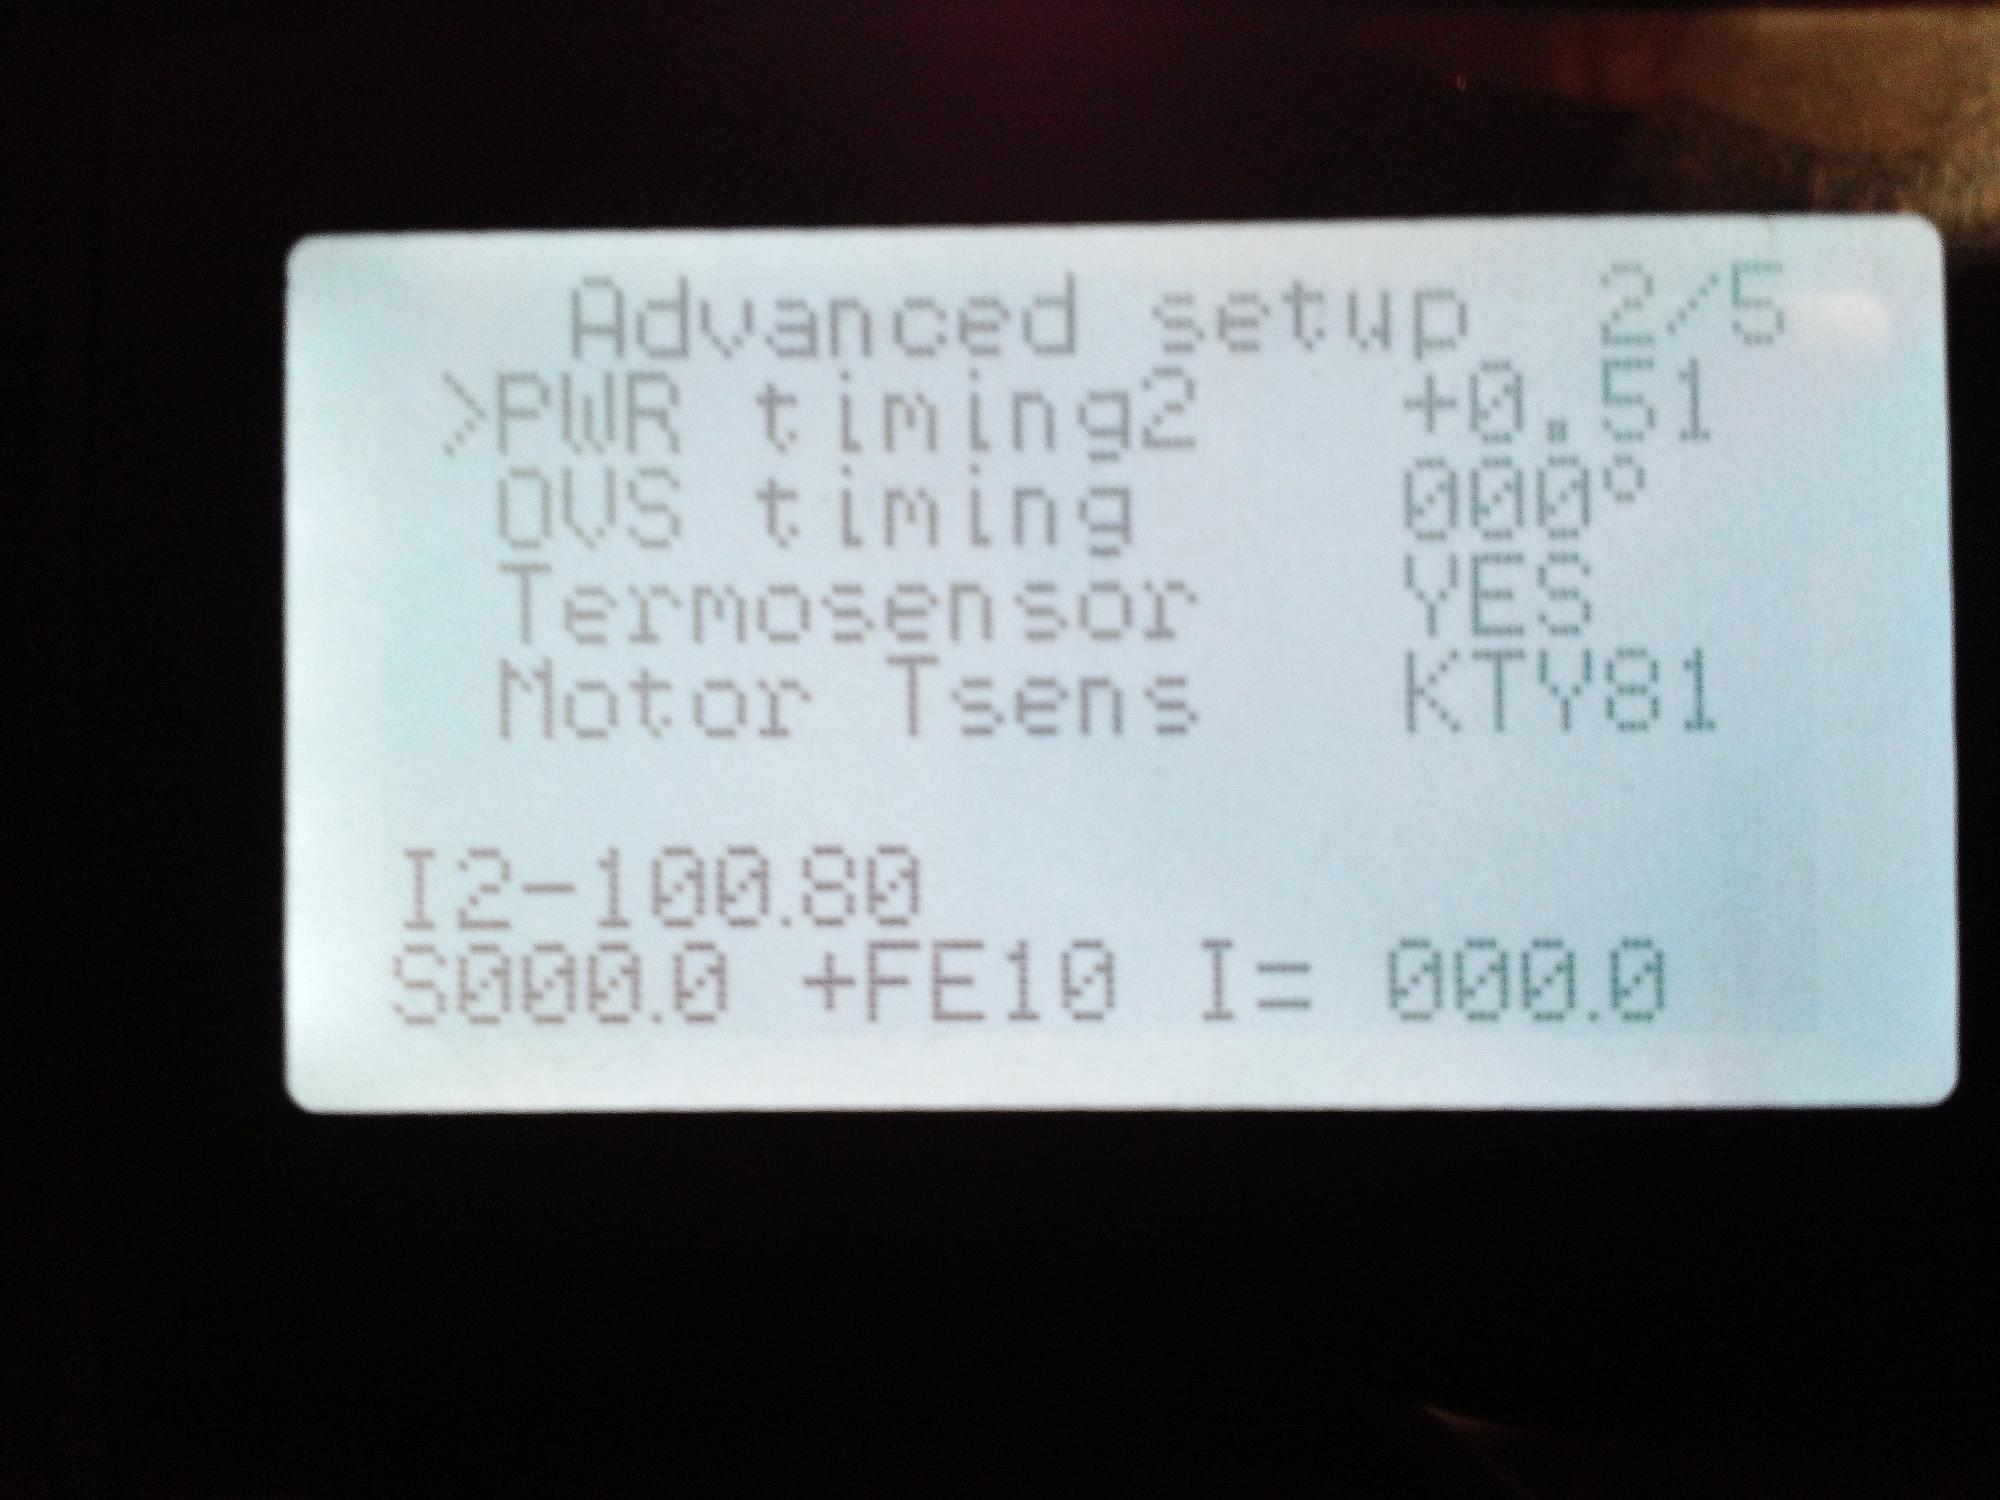 Advanced setup 2/5
>PWR timing2 +0.51
OVS timing 000°
Termosensor YES
Motor Tsens KTY81
I2-100.80
S000.0 +FE10 I= 000.0